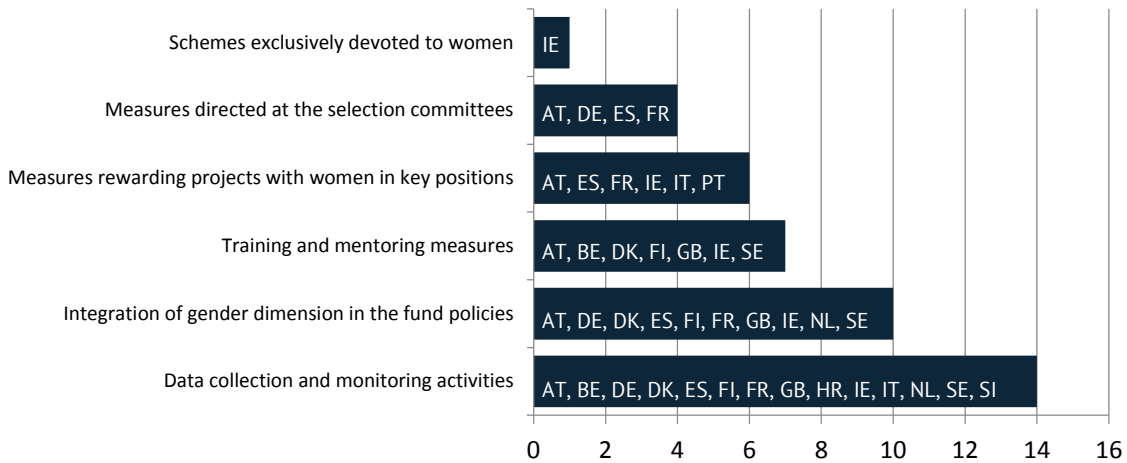 Schemes exclusively devoted to women
IE
Measures directed at the selection committees
AT, DE, ES, FR
Measures rewarding projects with women in key positions
AT, ES, FR, IE, IT, PT
Training and mentoring measures
AT, BE, DK, FI, GB, IE, SE
Integration of gender dimension in the fund policies
AT, DE, DK, ES, FI, FR, GB, IE, NL, SE
Data collection and monitoring activities
AT, BE, DE, DK, ES, FI, FR, GB, HR, IE, IT, NL, SE, SI
0 2 4 6 8 10 12 14 16